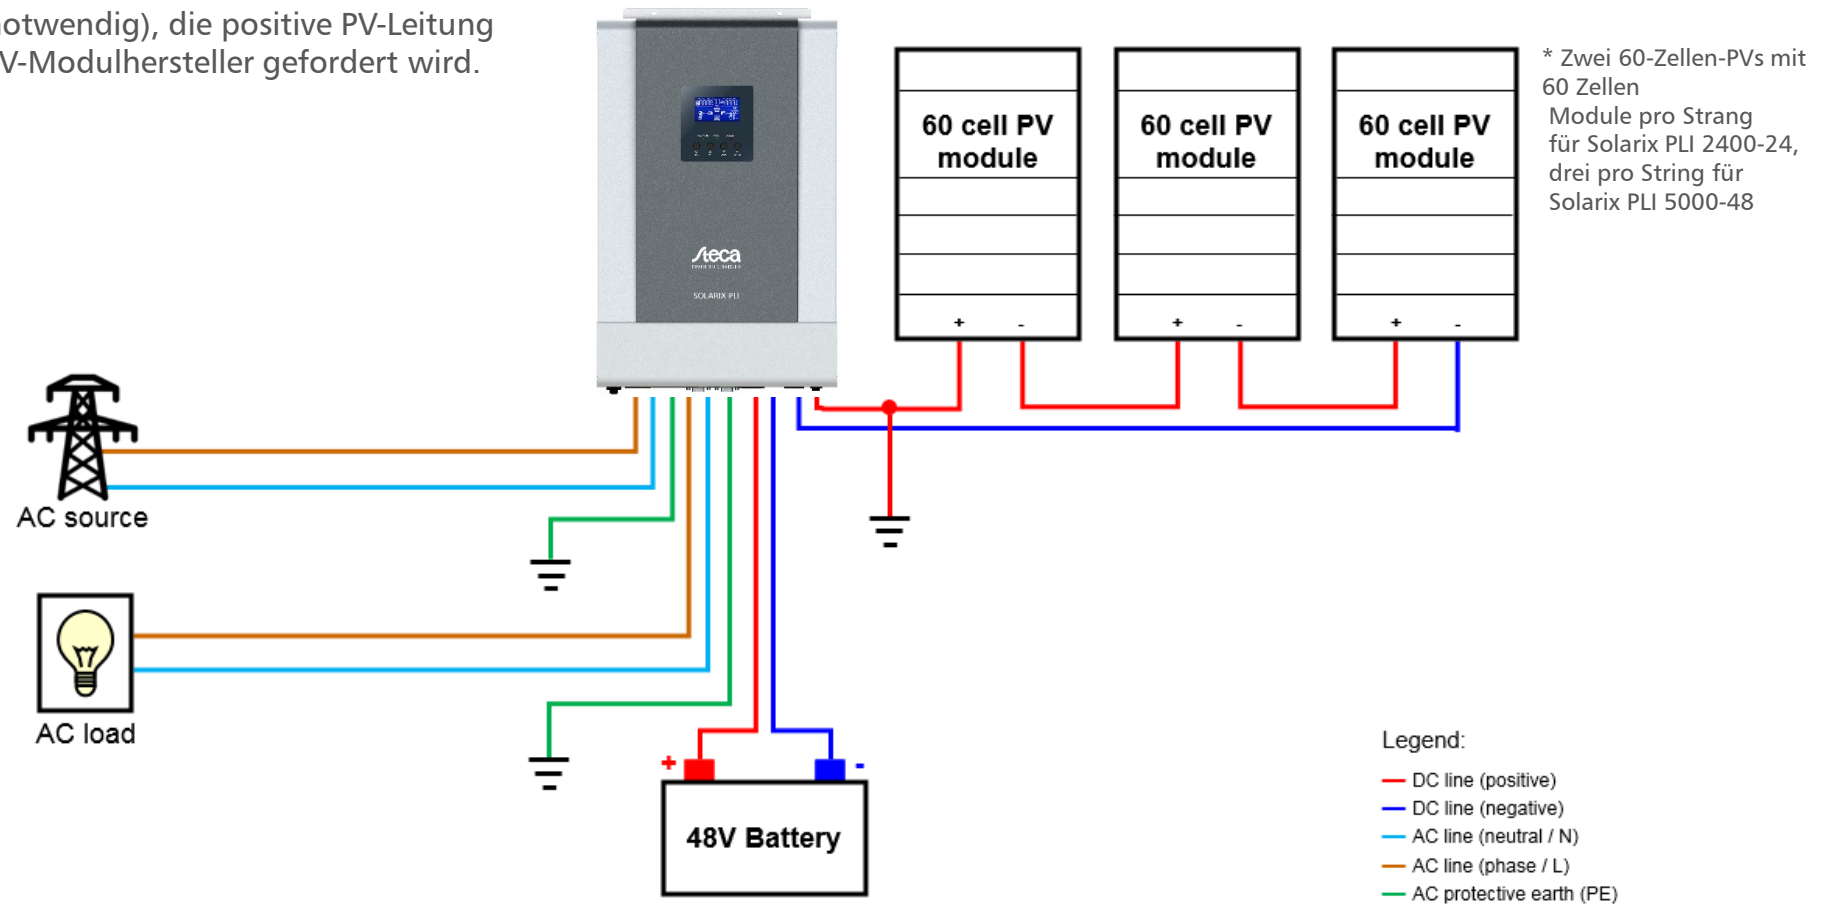 notwendig), die positive PV-Leitung
V-Modulhersteller gefordert wird.
* Zwei 60-Zellen-PVs mit
60 Zellen
Module pro Strang
für Solarix PLI 2400-24,
drei pro String für
Solarix PLI 5000-48
60 cell PV
module
60 cell PV
module
60 cell PV
module
+ -
+ -
+ -
Steca
SOLARIX PLI
AC source
AC load
+ -
48V Battery
Legend:
DC line (positive)
DC line (negative)
AC line (neutral / N)
AC line (phase / L)
AC protective earth (PE)